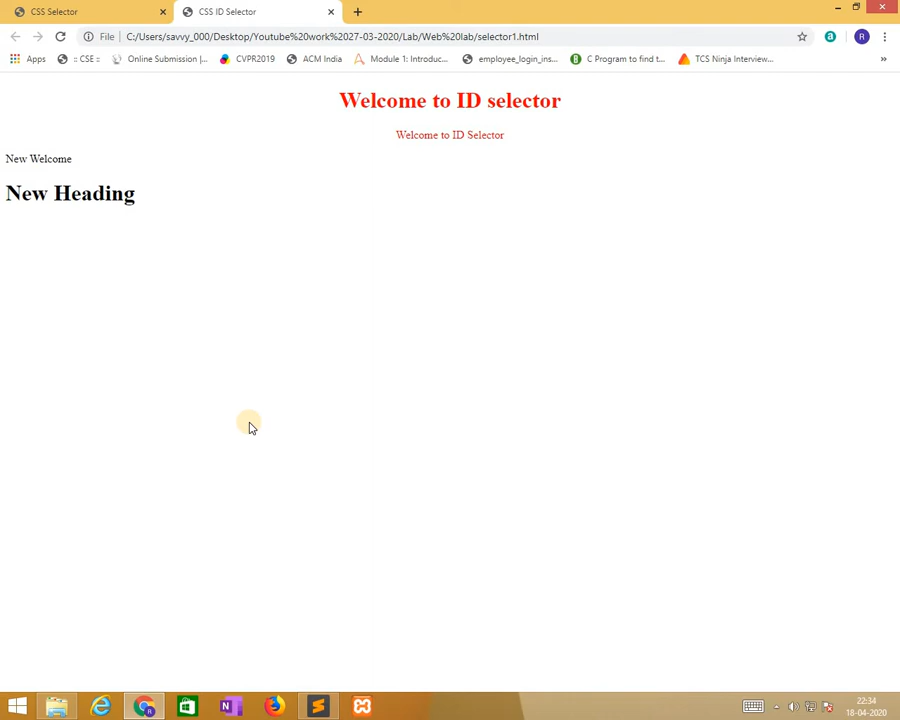 CSS Selector
CSS ID Selector
File
C:/Users/savvy_000/Desktop/Youtube%20work%2027-03-2020/Lab/Web%20lab/selector1.html
R
Apps
:: CSE ::
Online Submission |...
CVPR2019
ACM India
Module 1: Introduc...
employee_login_ins...
C Program to find t...
TCS Ninja Interview...
»
Welcome to ID selector
Welcome to ID Selector
New Welcome
New Heading
22:34
18-04-2020